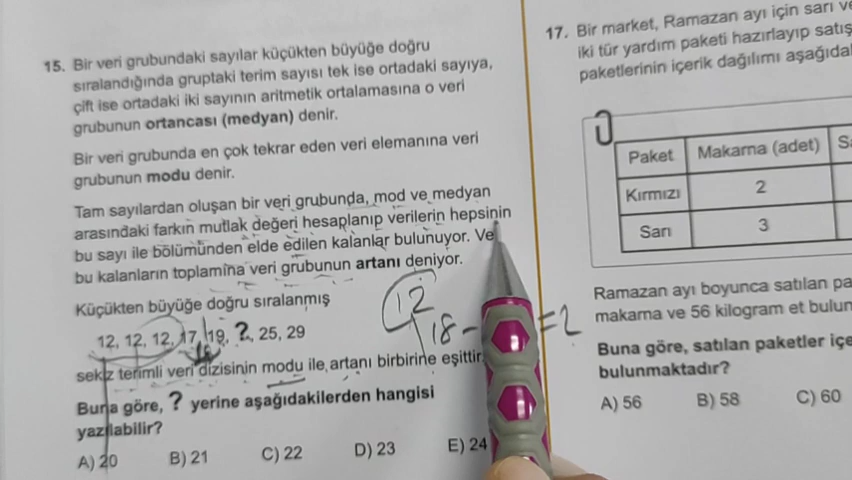 15. Bir veri grubundaki sayılar küçükten büyüğe doğru
sıralandığında gruptaki terim sayısı tek ise ortadaki sayıya,
çift ise ortadaki iki sayının aritmetik ortalamasına o veri
grubunun ortancası (medyan) denir.
Bir veri grubunda en çok tekrar eden veri elemanına veri
grubunun modu denir.
Tam sayılardan oluşan bir veri grubunda, mod ve medyan
arasındaki farkın mutlak değeri hesaplanıp verilerin hepsinin
bu sayı ile bölümünden elde edilen kalanlar bulunuyor. Ve
bu kalanların toplamına veri grubunun artanı deniyor.
Küçükten büyüğe doğru sıralanmış
12, 12, 12, 17, 19, ?, 25, 29
18
sekiz terimli veri dizisinin modu ile artanı birbirine eşittir.
Buna göre, ? yerine aşağıdakilerden hangisi
yazılabilir?
A) 20 B) 21 C) 22 D) 23 E) 24
12
18 - = 2
17. Bir market, Ramazan ayı için sarı
iki tür yardım paketi hazırlayıp
paketlerinin içerik dağılımı
Paket Makarna (adet)
Kırmızı 2
Sarı 3
Ramazan ayı boyunca satılan
makarna ve 56 kilogram et
Buna göre, satılan paketler
bulunmaktadır?
A) 56 B) 58 C) 60